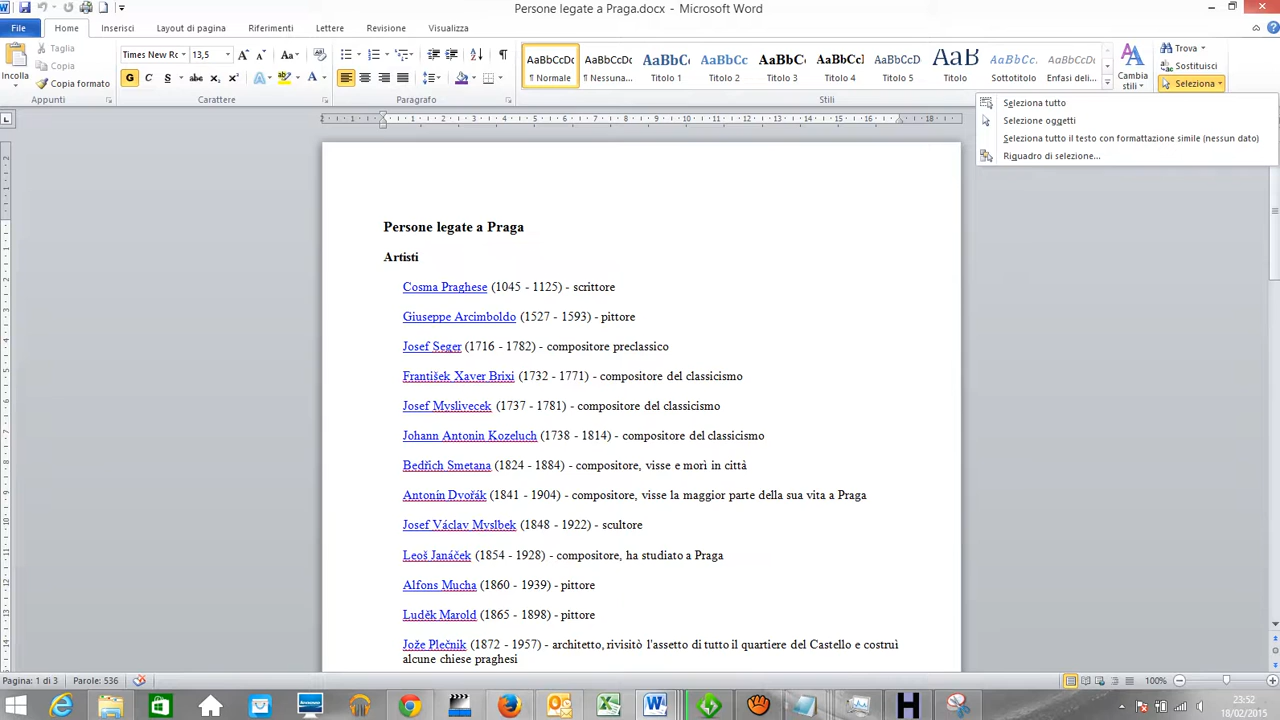 Persone legate a Praga.docx - Microsoft Word
File Home Inserisci Layout di pagina Riferimenti Lettere Revisione Visualizza
Incolla
Taglia
Copia
Copia formato
Appunti
Times New Rc 13,5
G C S abc x₂ x²
Carattere
Paragrafo
AaBbCcDc AaBbCcDc AaBbC AaBbCc AaBbC AaBbCc AaBbCcD AaB AaBbCc. AaBbCcDc
¶ Normale ¶ Nessuna... Titolo 1 Titolo 2 Titolo 3 Titolo 4 Titolo 5 Titolo Sottotitolo Enfasi deli...
Stili
Cambia stili
Trova
Sostituisci
Seleziona
Seleziona tutto
Selezione oggetti
Seleziona tutto il testo con formattazione simile (nessun dato)
Riquadro di selezione...
Persone legate a Praga
Artisti
Cosma Praghese (1045 - 1125) - scrittore
Giuseppe Arcimboldo (1527 - 1593) - pittore
Josef Seger (1716 - 1782) - compositore preclassico
František Xaver Brixi (1732 - 1771) - compositore del classicismo
Josef Myslivecek (1737 - 1781) - compositore del classicismo
Johann Antonin Kozeluch (1738 - 1814) - compositore del classicismo
Bedřich Smetana (1824 - 1884) - compositore, visse e morì in città
Antonín Dvořák (1841 - 1904) - compositore, visse la maggior parte della sua vita a Praga
Josef Václav Myslbek (1848 - 1922) - scultore
Leoš Janáček (1854 - 1928) - compositore, ha studiato a Praga
Alfons Mucha (1860 - 1939) - pittore
Luděk Marold (1865 - 1898) - pittore
Jože Plečnik (1872 - 1957) - architetto, rivisitò l'assetto di tutto il quartiere del Castello e costruì
alcune chiese praghesi
Pagina: 1 di 3 Parole: 536 100%
23:52
18/02/2015